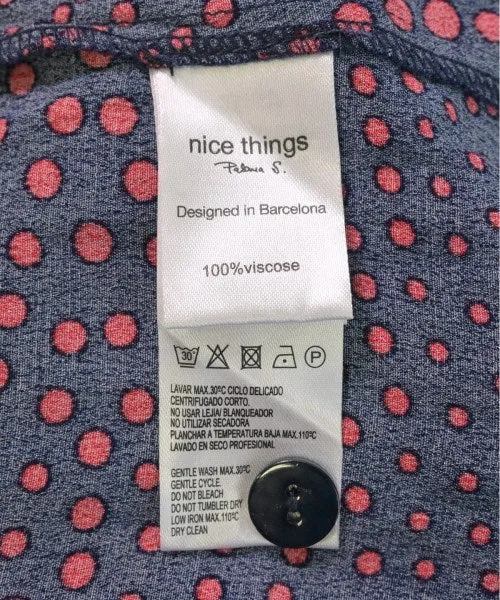 nice things
Paloma S.
Designed in Barcelona
100%viscose
30
P
LAVAR MAX.30ºC CICLO DELICADO
CENTRIFUGADO CORTO.
NO USAR LEJIA/ BLANQUEADOR
NO UTILIZAR SECADORA
PLANCHAR A TEMPERATURA BAJA MAX.110ºC
LAVADO EN SECO PROFESIONAL
GENTLE WASH MAX.30ºC
GENTLE CYCLE.
DO NOT BLEACH
DO NOT TUMBLER DRY
LOW IRON MAX.110ºC
DRY CLEAN